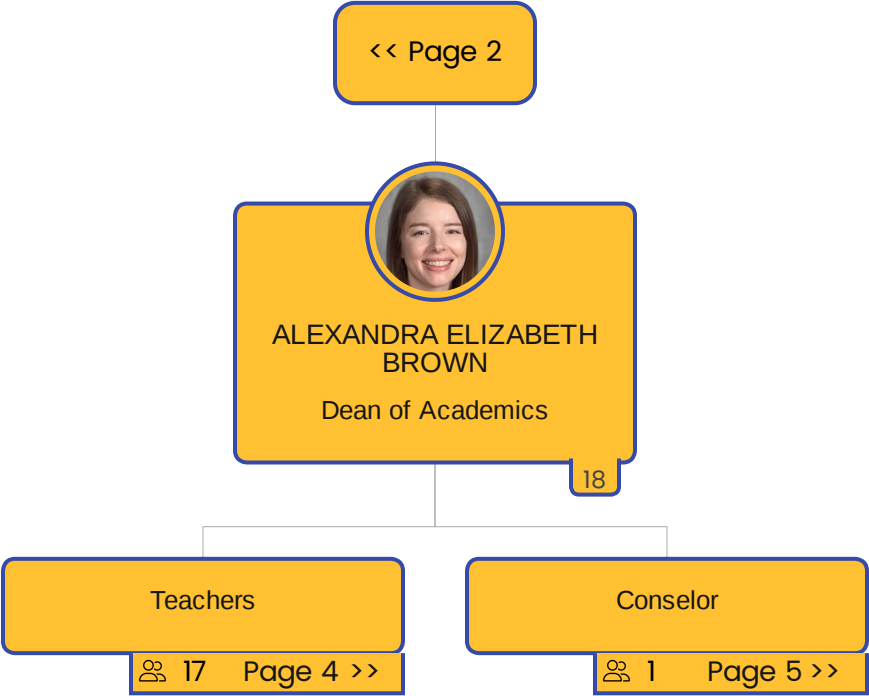 << Page 2
ALEXANDRA ELIZABETH
BROWN
Dean of Academics
18
Teachers
Conselor
17 Page 4 >>
1 Page 5 >>